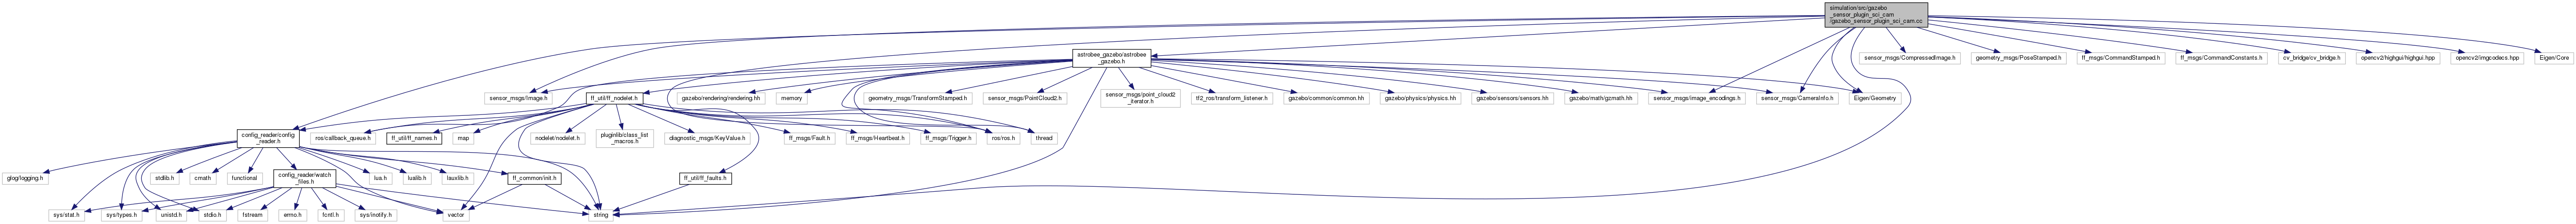 simulation/src/gazebo
_sensor_plugin_sci_cam
/gazebo_sensor_plugin_sci_cam.cc
astrobee_gazebo/astrobee
_gazebo.h
sensor_msgs/CompressedImage.h
geometry_msgs/PoseStamped.h
ff_msgs/CommandStamped.h
ff_msgs/CommandConstants.h
cv_bridge/cv_bridge.h
opencv2/highgui/highgui.hpp
opencv2/imgcodecs.hpp
Eigen/Core
sensor_msgs/Image.h
ff_util/ff_nodelet.h
gazebo/rendering/rendering.hh
memory
geometry_msgs/TransformStamped.h
sensor_msgs/PointCloud2.h
sensor_msgs/point_cloud2
_iterator.h
tf2_ros/transform_listener.h
gazebo/common/common.hh
gazebo/physics/physics.hh
gazebo/sensors/sensors.hh
gazebo/math/gzmath.hh
sensor_msgs/image_encodings.h
sensor_msgs/CameraInfo.h
Eigen/Geometry
config_reader/config
_reader.h
ros/callback_queue.h
ff_util/ff_names.h
map
nodelet/nodelet.h
pluginlib/class_list
_macros.h
diagnostic_msgs/KeyValue.h
ff_msgs/Fault.h
ff_msgs/Heartbeat.h
ff_msgs/Trigger.h
ros/ros.h
thread
glog/logging.h
stdlib.h
cmath
functional
config_reader/watch
_files.h
lua.h
lualib.h
lauxlib.h
ff_common/init.h
ff_util/ff_faults.h
sys/stat.h
sys/types.h
unistd.h
stdio.h
fstream
errno.h
fcntl.h
sys/inotify.h
vector
string